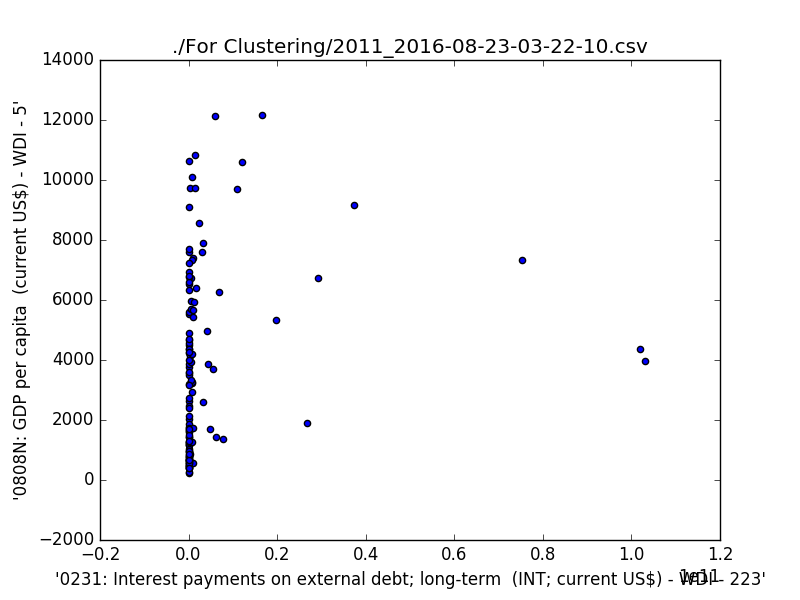 ./For Clustering/2011_2016-08-23-03-22-10.csv
14000
12000
10000
8000
6000
4000
2000
0
−2000
'0808N: GDP per capita  (current US$) - WDI - 5'
−0.2 0.0 0.2 0.4 0.6 0.8 1.0 1.2
1e11
'0231: Interest payments on external debt; long-term  (INT; current US$) - WDI - 223'